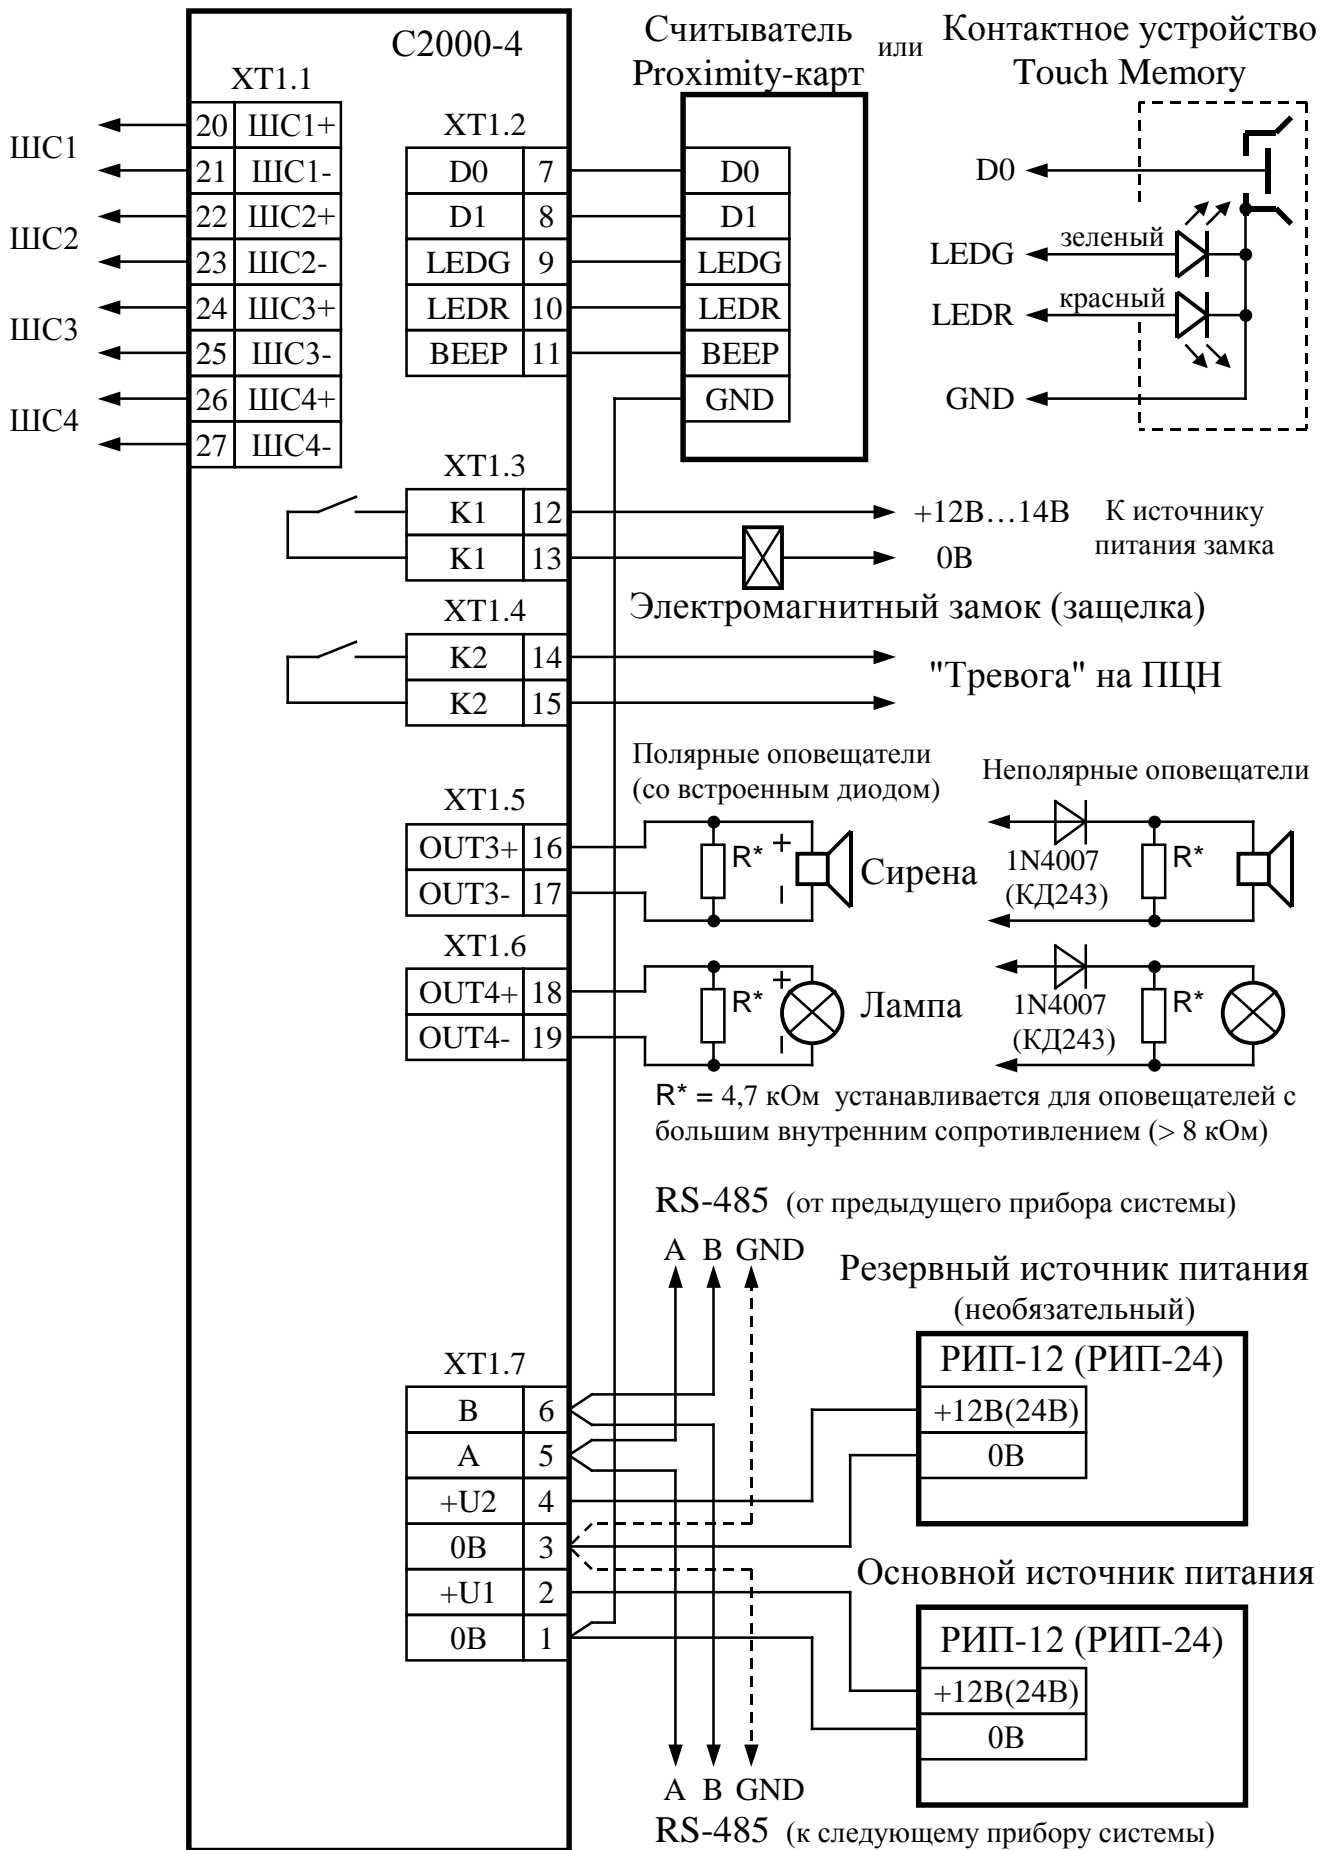 С2000-4
XT1.1
ШС1
20 ШС1+
21 ШС1-
ШС2
22 ШС2+
23 ШС2-
ШС3
24 ШС3+
25 ШС3-
ШС4
26 ШС4+
27 ШС4-
XT1.2
D0 7
D1 8
LEDG 9
LEDR 10
BEEP 11
Считыватель
Proximity-карт
D0
D1
LEDG
LEDR
BEEP
GND
или
Контактное устройство
Touch Memory
D0
LEDG
зеленый
LEDR
красный
GND
XT1.3
K1 12
K1 13
+12В…14В
0В
К источнику
питания замка
Электромагнитный замок (защелка)
XT1.4
K2 14
K2 15
"Тревога" на ПЦН
Полярные оповещатели
(со встроенным диодом)
Неполярные оповещатели
XT1.5
OUT3+ 16
OUT3- 17
R*
+
–
Сирена
1N4007
(КД243)
R*
XT1.6
OUT4+ 18
OUT4- 19
R*
+
–
Лампа
1N4007
(КД243)
R*
R* = 4,7 кОм устанавливается для оповещателей с
большим внутренним сопротивлением (> 8 кОм)
RS-485 (от предыдущего прибора системы)
A B GND
Резервный источник питания
(необязательный)
РИП-12 (РИП-24)
+12В(24В)
0В
XT1.7
B 6
A 5
+U2 4
0В 3
+U1 2
0В 1
Основной источник питания
РИП-12 (РИП-24)
+12В(24В)
0В
A B GND
RS-485 (к следующему прибору системы)